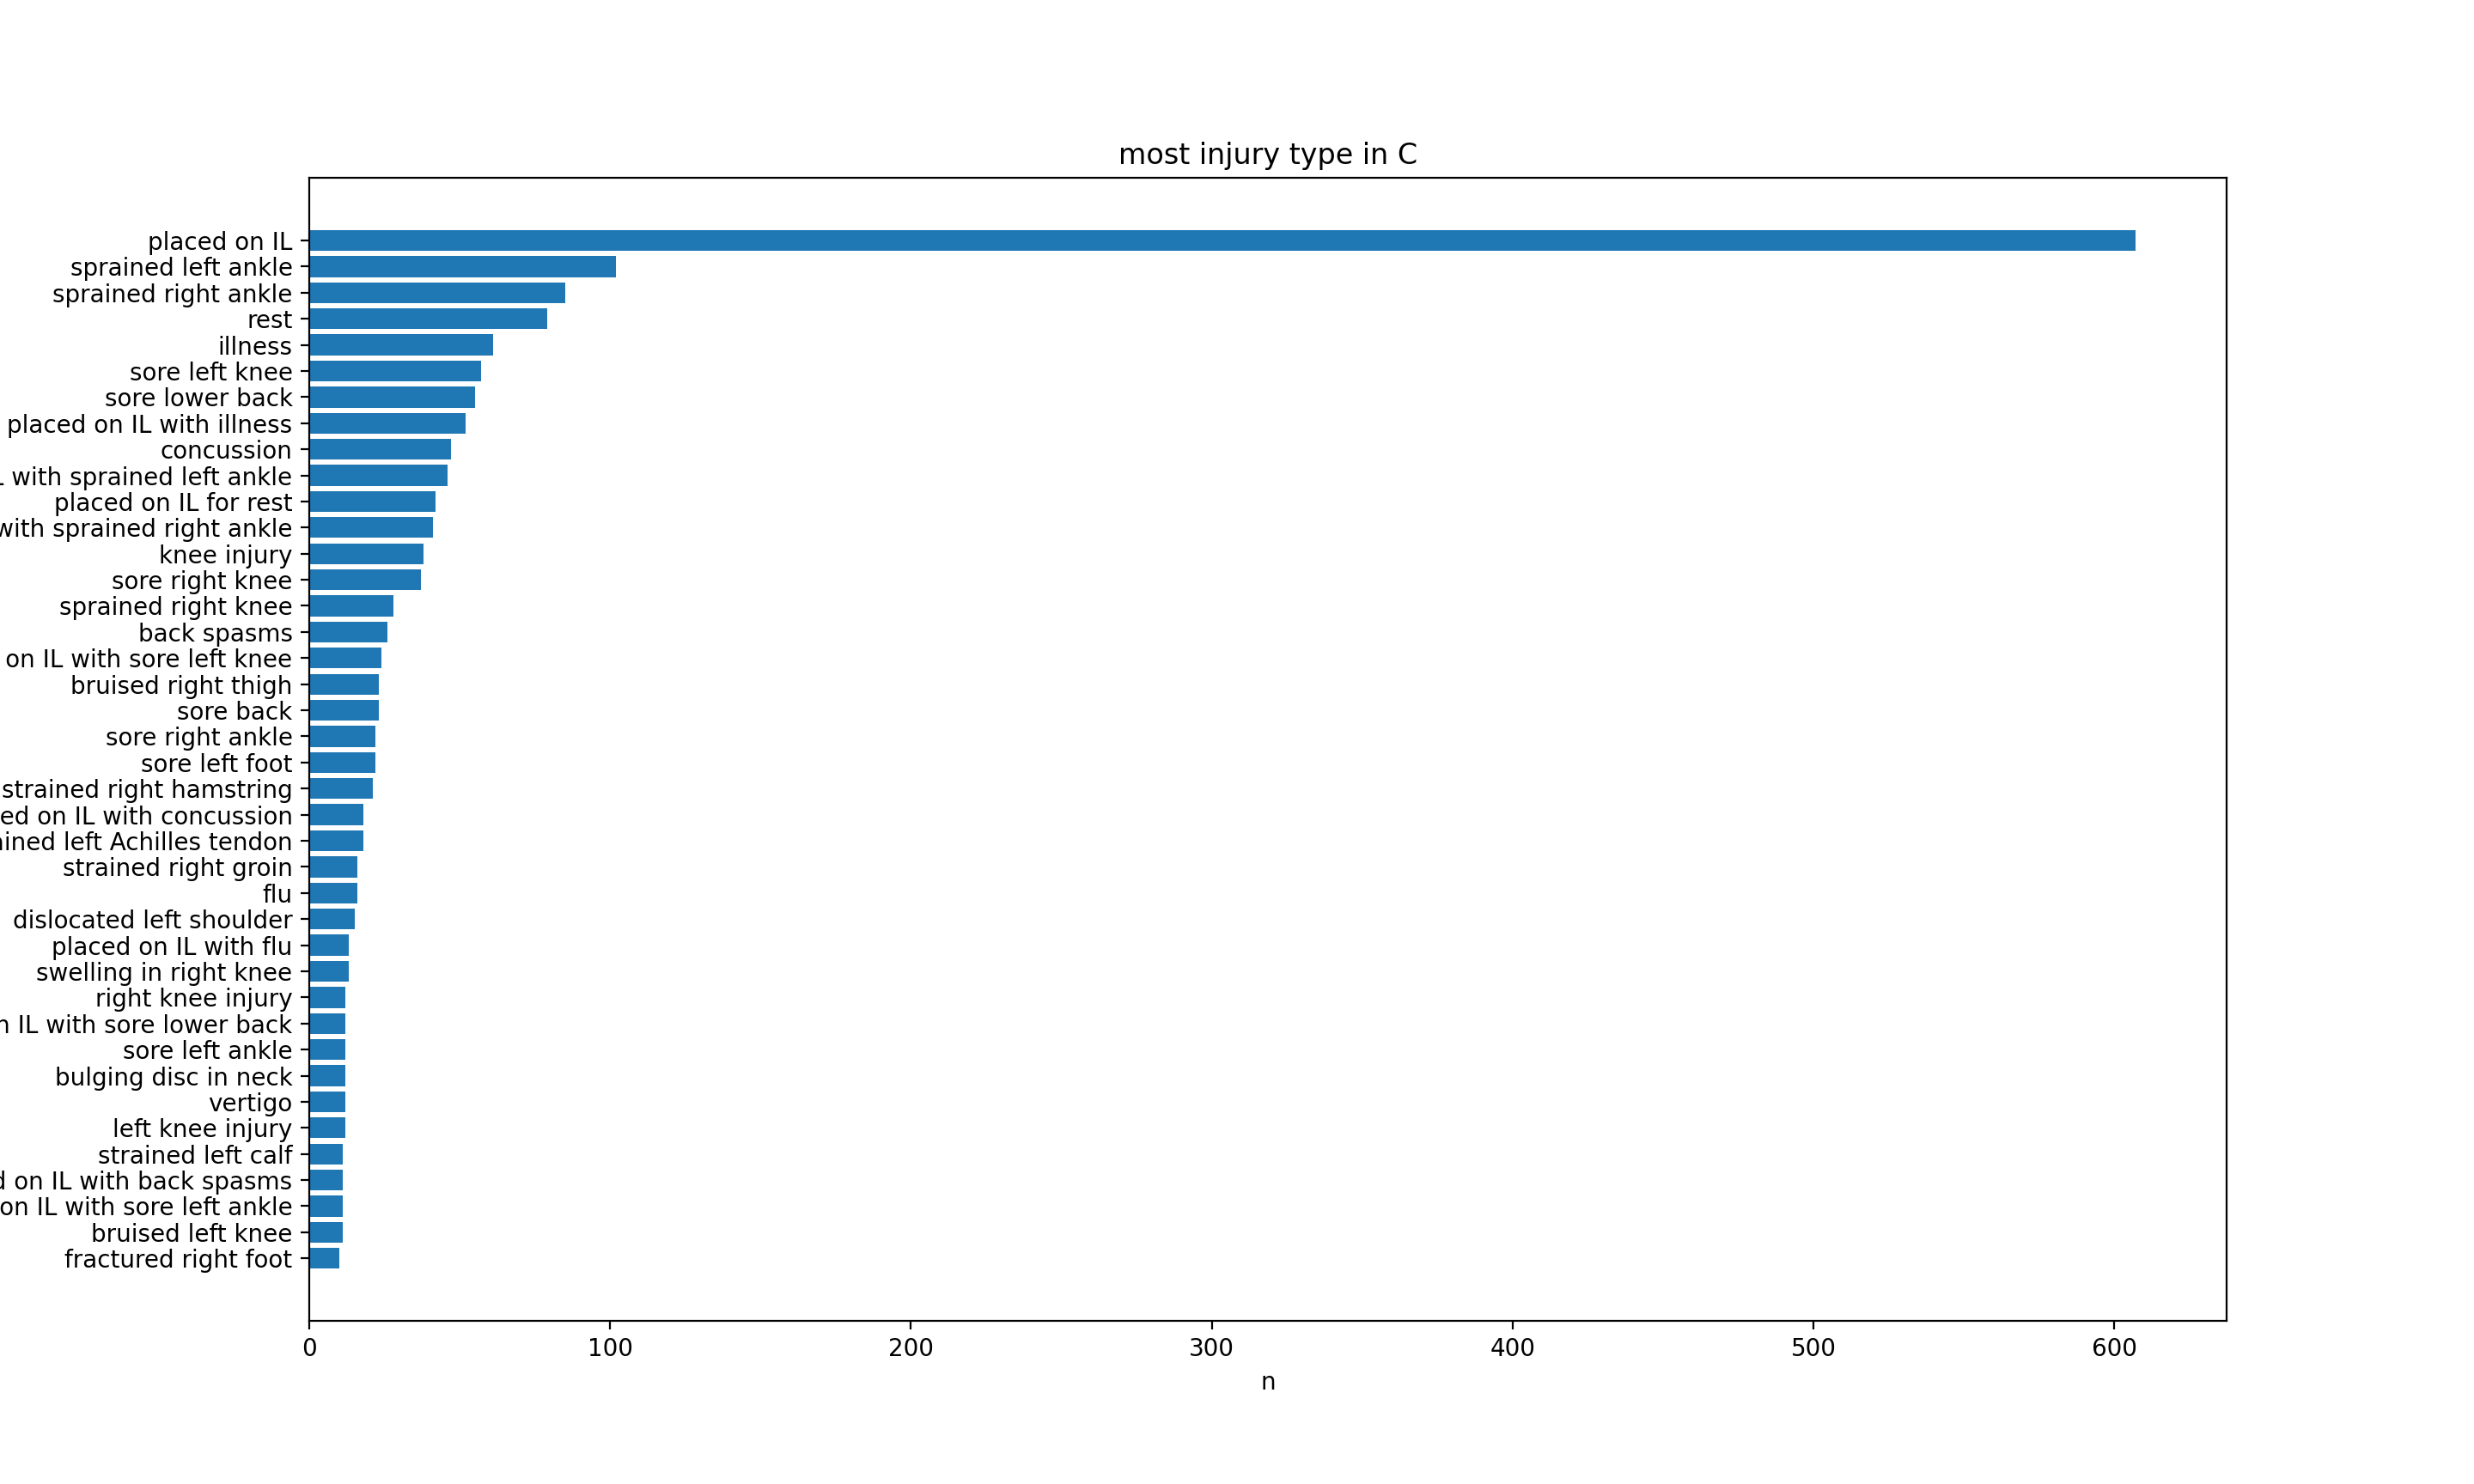 most injury type in C
placed on IL
sprained left ankle
sprained right ankle
rest
illness
sore left knee
sore lower back
placed on IL with illness
concussion
with sprained left ankle
placed on IL for rest
with sprained right ankle
knee injury
sore right knee
sprained right knee
back spasms
on IL with sore left knee
bruised right thigh
sore back
sore right ankle
sore left foot
strained right hamstring
ed on IL with concussion
ined left Achilles tendon
strained right groin
flu
dislocated left shoulder
placed on IL with flu
swelling in right knee
right knee injury
IL with sore lower back
sore left ankle
bulging disc in neck
vertigo
left knee injury
strained left calf
on IL with back spasms
on IL with sore left ankle
bruised left knee
fractured right foot
0 100 200 300 400 500 600
n